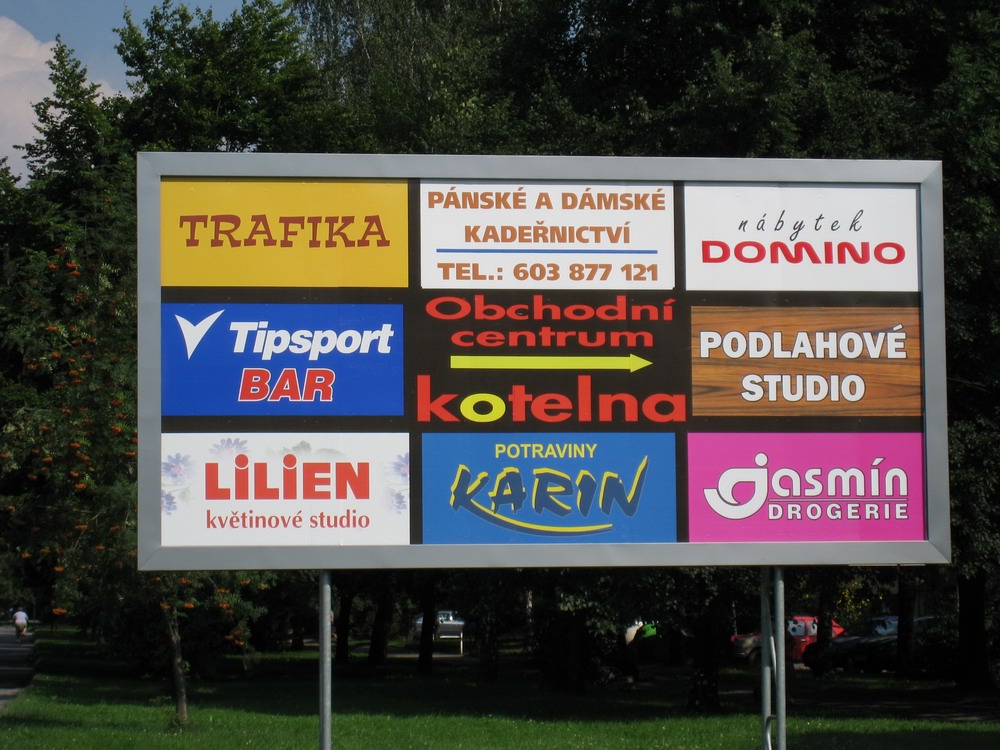 TRAFIKA
PÁNSKÉ A DÁMSKÉ
KADEŘNICTVÍ
TEL.: 603 877 121
nábytek
DOMINO
Tipsport
BAR
Obchodní
centrum
kotelna
PODLAHOVÉ
STUDIO
LiLiEN
květinové studio
POTRAVINY
KARIN
Jasmín
DROGERIE